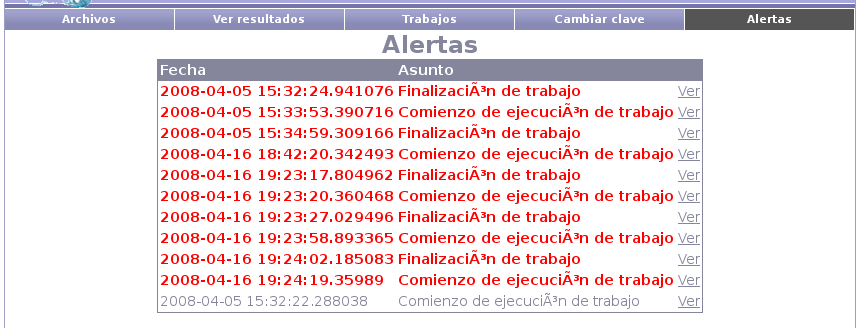 Archivos Ver resultados Trabajos Cambiar clave Alertas
Alertas
Fecha Asunto
2008-04-05 15:32:24.941076 FinalizaciÃ³n de trabajo Ver
2008-04-05 15:33:53.390716 Comienzo de ejecuciÃ³n de trabajo Ver
2008-04-05 15:34:59.309166 FinalizaciÃ³n de trabajo Ver
2008-04-16 18:42:20.342493 Comienzo de ejecuciÃ³n de trabajo Ver
2008-04-16 19:23:17.804962 FinalizaciÃ³n de trabajo Ver
2008-04-16 19:23:20.360468 Comienzo de ejecuciÃ³n de trabajo Ver
2008-04-16 19:23:27.029496 FinalizaciÃ³n de trabajo Ver
2008-04-16 19:23:58.893365 Comienzo de ejecuciÃ³n de trabajo Ver
2008-04-16 19:24:02.185083 FinalizaciÃ³n de trabajo Ver
2008-04-16 19:24:19.35989 Comienzo de ejecuciÃ³n de trabajo Ver
2008-04-05 15:32:22.288038 Comienzo de ejecuciÃ³n de trabajo Ver